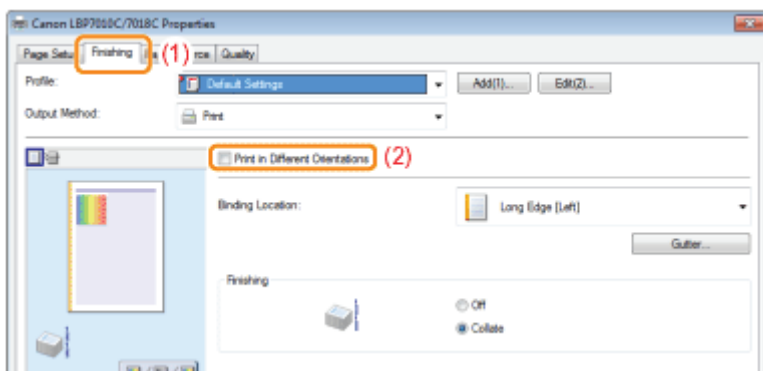 Canon LBP7010C/7018C Properties
Page Setu Finishing (1) rce Quality
Profile: Default Settings Add(1)... Edit(2)...
Output Method: Print
Print in Different Orientations (2)
Binding Location: Long Edge [Left]
Gutter...
Finishing
Off
Collate